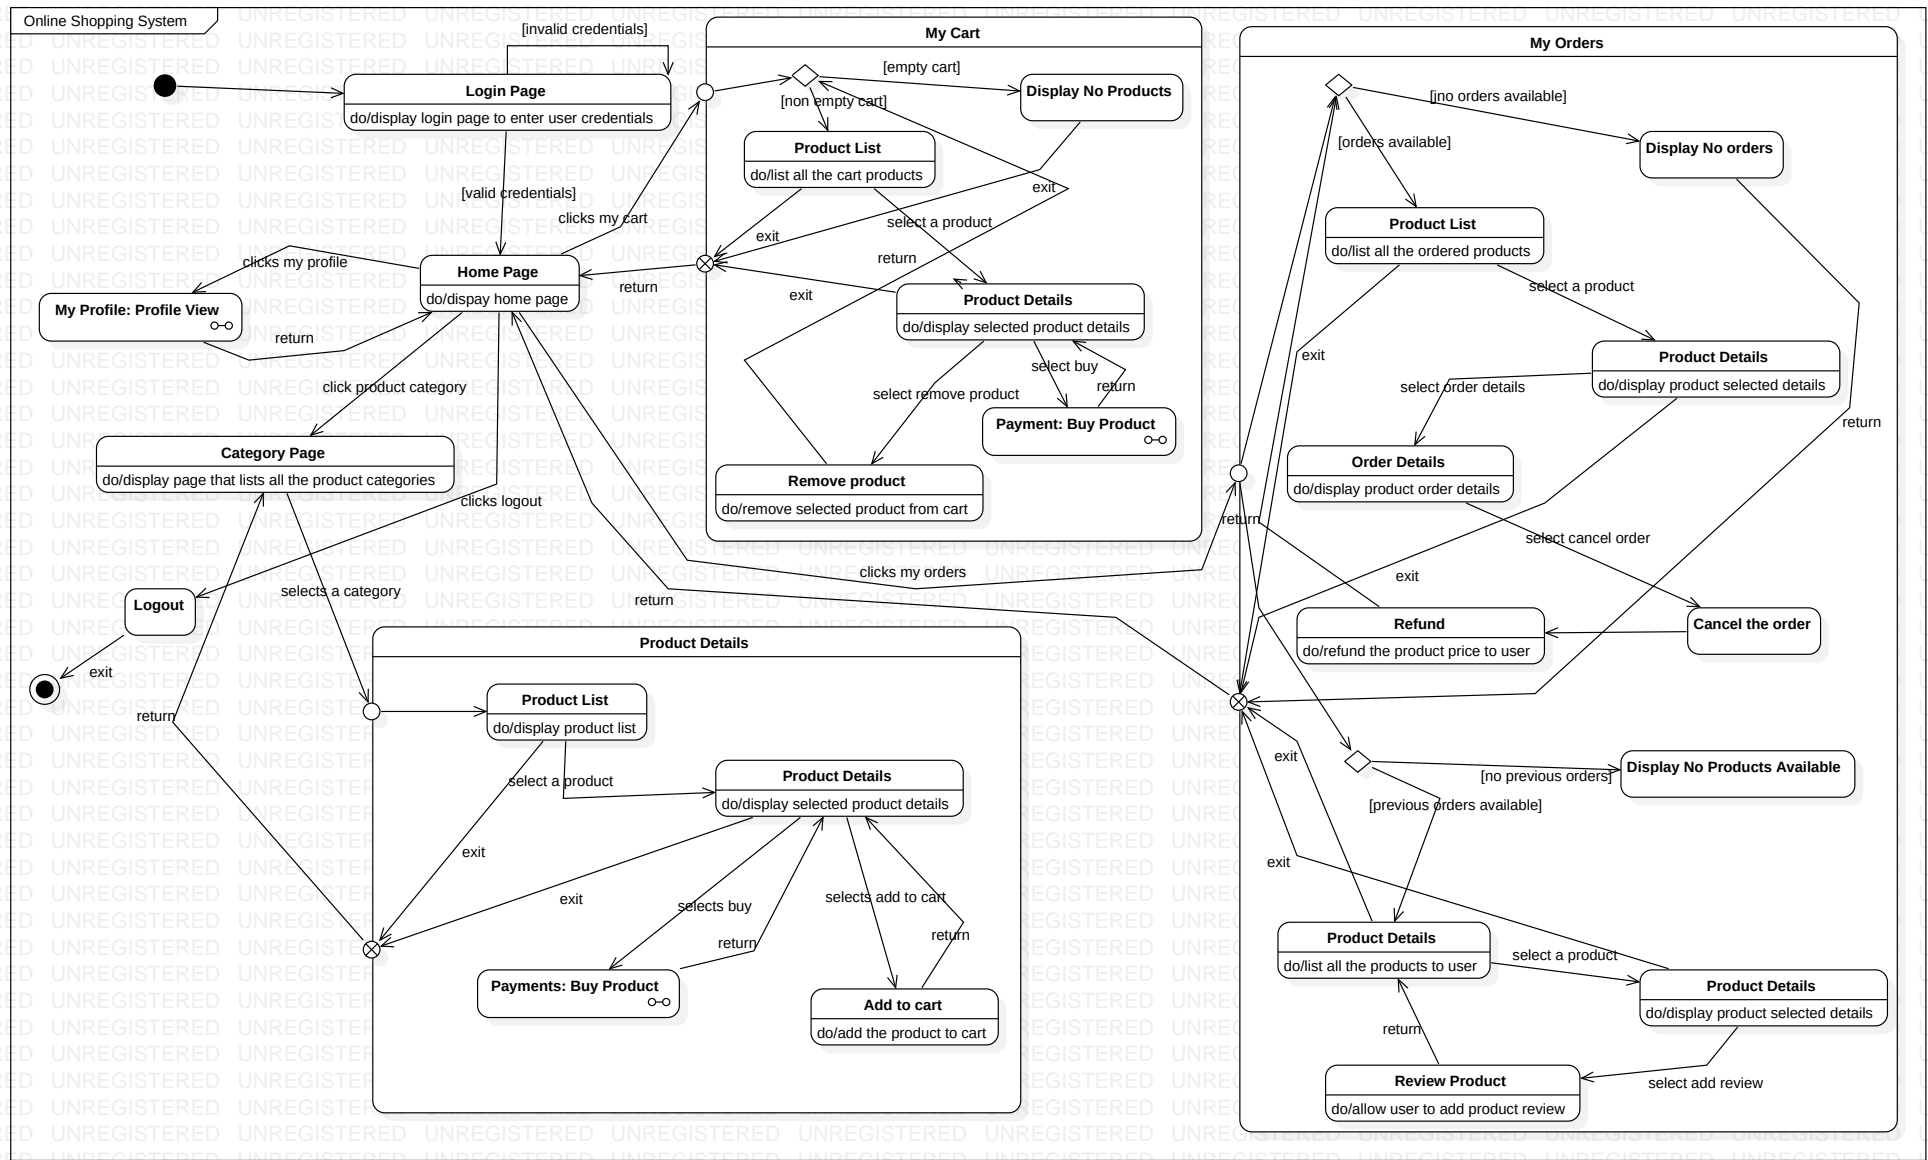 Online Shopping System
[invalid credentials]
Login Page
do/display login page to enter user credentials
[valid credentials]
clicks my cart
clicks my profile
Home Page
do/dispay home page
My Profile: Profile View
return
return
click product category
Category Page
do/display page that lists all the product categories
clicks logout
Logout
exit
selects a category
return
return
clicks my orders
My Cart
[empty cart]
Display No Products
[non empty cart]
Product List
do/list all the cart products
exit
select a product
exit
return
exit
Product Details
do/display selected product details
select buy
return
select remove product
Payment: Buy Product
Remove product
do/remove selected product from cart
Product Details
Product List
do/display product list
select a product
Product Details
do/display selected product details
exit
exit
selects buy
selects add to cart
return
return
Payments: Buy Product
Add to cart
do/add the product to cart
My Orders
[jno orders available]
[orders available]
Display No orders
Product List
do/list all the ordered products
select a product
exit
Product Details
do/display product selected details
select order details
return
Order Details
do/display product order details
return
select cancel order
exit
Refund
do/refund the product price to user
Cancel the order
exit
[no previous orders]
Display No Products Available
[previous orders available]
exit
Product Details
do/list all the products to user
select a product
Product Details
do/display product selected details
return
Review Product
do/allow user to add product review
select add review
UNREGISTERED